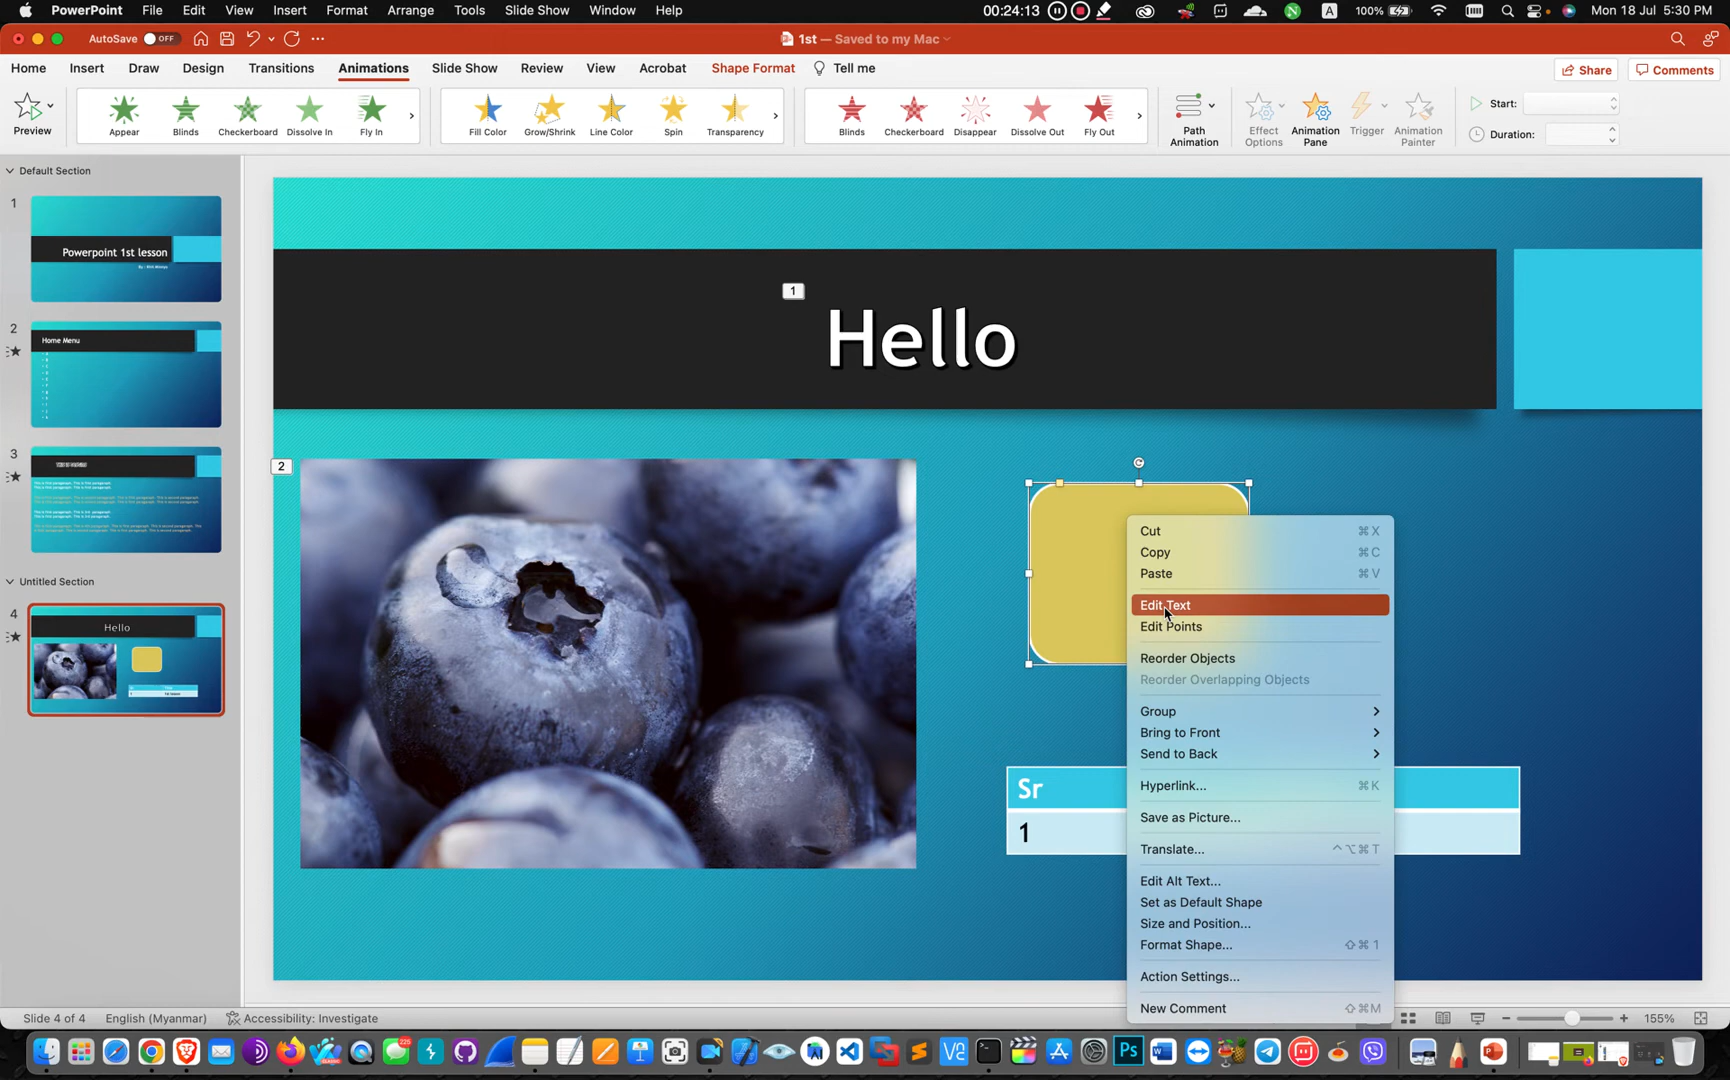 PowerPoint File Edit View Insert Format Arrange Tools Slide Show Window Help 00:24:13 A 100% Mon 18 Jul 5:30 PM
AutoSave OFF 1st — Saved to my Mac
Home Insert Draw Design Transitions Animations Slide Show Review View Acrobat Shape Format Tell me Share Comments
Preview Appear Blinds Checkerboard Dissolve In Fly In Fill Color Grow/Shrink Line Color Spin Transparency Blinds Checkerboard Disappear Dissolve Out Fly Out
Path Animation Effect Options Animation Pane Trigger Animation Painter
Start:
Duration:
Default Section
1
Powerpoint 1st lesson
2
Home Menu
3
Untitled Section
4
Hello
1
Hello
2
Cut ⌘X
Copy ⌘C
Paste ⌘V
Edit Text
Edit Points
Reorder Objects
Reorder Overlapping Objects
Group
Bring to Front
Send to Back
Hyperlink... ⌘K
Save as Picture...
Translate... ^⌥⌘T
Edit Alt Text...
Set as Default Shape
Size and Position...
Format Shape... ⇧⌘1
Action Settings...
New Comment ⇧⌘M
Sr
1
Slide 4 of 4 English (Myanmar) Accessibility: Investigate 155%
225
Ps